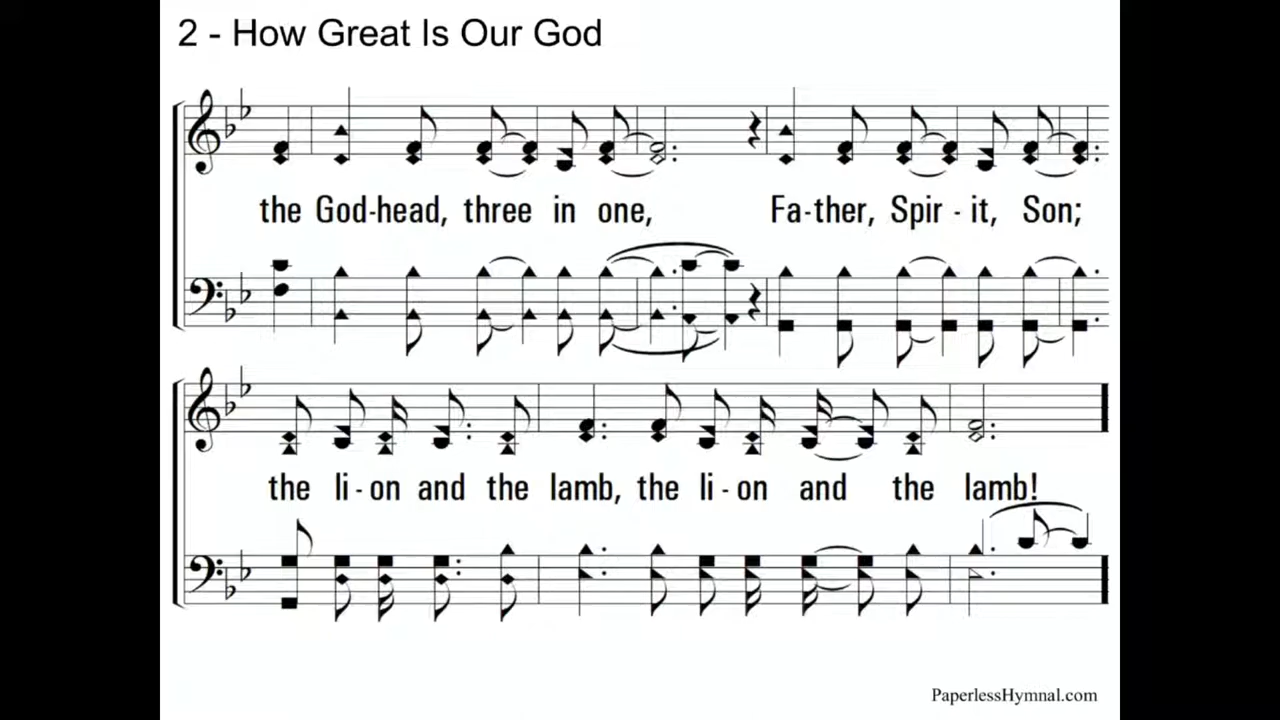 2 - How Great Is Our God
the God-head, three in one, Fa-ther, Spir - it, Son;
the li - on and the lamb, the li - on and the lamb!
PaperlessHymnal.com